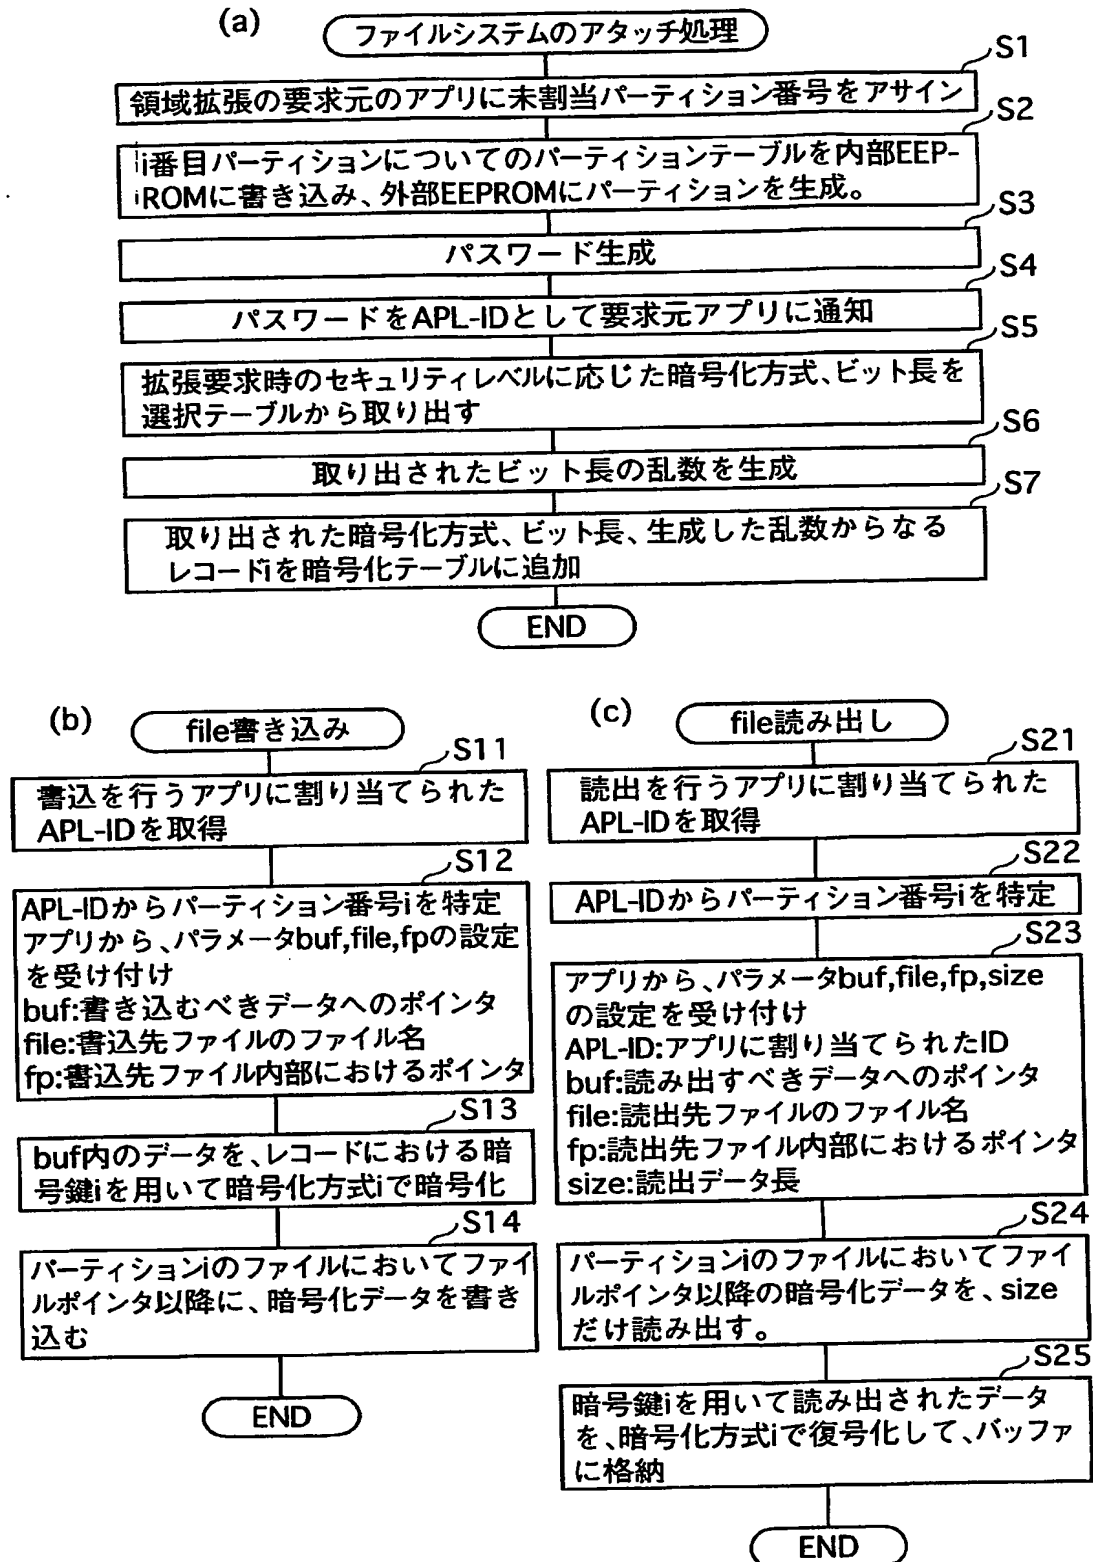 (a)
ファイルシステムのアタッチ処理
S1
領域拡張の要求元のアプリに未割当パーティション番号をアサイン
S2
i番目パーティションについてのパーティションテーブルを内部EEP-
ROMに書き込み、外部EEPROMにパーティションを生成。
S3
パスワード生成
S4
パスワードをAPL-IDとして要求元アプリに通知
S5
拡張要求時のセキュリティレベルに応じた暗号化方式、ビット長を
選択テーブルから取り出す
S6
取り出されたビット長の乱数を生成
S7
取り出された暗号化方式、ビット長、生成した乱数からなる
レコードiを暗号化テーブルに追加
END
(b)
file書き込み
S11
書込を行うアプリに割り当てられた
APL-IDを取得
S12
APL-IDからパーティション番号iを特定
アプリから、パラメータbuf,file,fpの設定
を受け付け
buf:書き込むべきデータへのポインタ
file:書込先ファイルのファイル名
fp:書込先ファイル内部におけるポインタ
S13
buf内のデータを、レコードにおける暗
号鍵iを用いて暗号化方式iで暗号化
S14
パーティションiのファイルにおいてファイ
ルポインタ以降に、暗号化データを書き
込む
END
(c)
file読み出し
S21
読出を行うアプリに割り当てられた
APL-IDを取得
S22
APL-IDからパーティション番号iを特定
S23
アプリから、パラメータbuf,file,fp,size
の設定を受け付け
APL-ID:アプリに割り当てられたID
buf:読み出すべきデータへのポインタ
file:読出先ファイルのファイル名
fp:読出先ファイル内部におけるポインタ
size:読出データ長
S24
パーティションiのファイルにおいてファイ
ルポインタ以降の暗号化データを、size
だけ読み出す。
S25
暗号鍵iを用いて読み出されたデータ
を、暗号化方式iで復号化して、バッファ
に格納
END